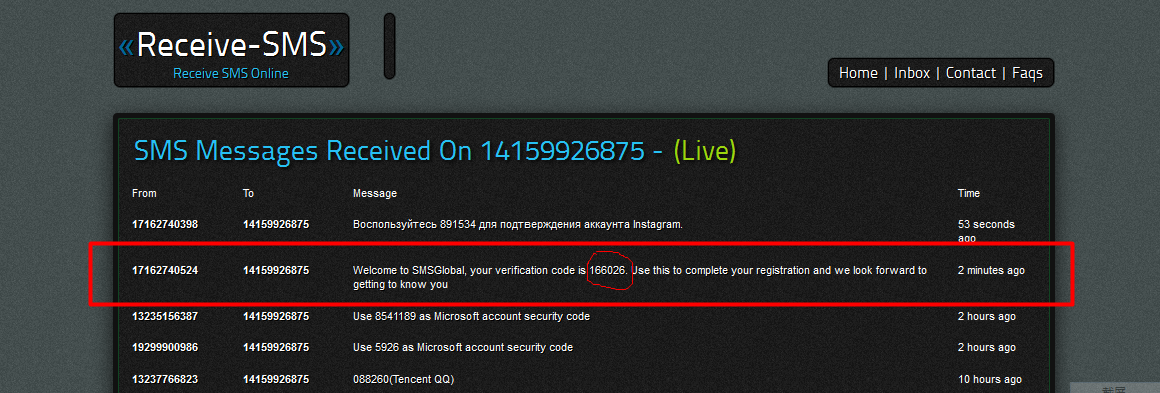 «Receive-SMS»
Receive SMS Online
Home | Inbox | Contact | Faqs
SMS Messages Received On 14159926875 - (Live)
From To Message Time
17162740398 14159926875 Воспользуйтесь 891534 для подтверждения аккаунта Instagram. 53 seconds
ago
17162740524 14159926875 Welcome to SMSGlobal, your verification code is 166026. Use this to complete your registration and we look forward to 2 minutes ago
getting to know you
13235156387 14159926875 Use 8541189 as Microsoft account security code 2 hours ago
19299900986 14159926875 Use 5926 as Microsoft account security code 2 hours ago
13237766823 14159926875 088260(Tencent QQ) 10 hours ago